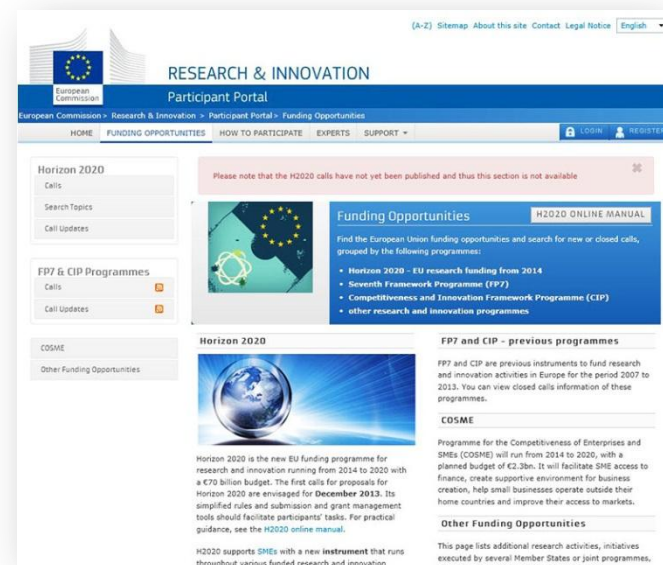 (A-Z) Sitemap About this site Contact Legal Notice English
European Commission
RESEARCH & INNOVATION
Participant Portal
European Commission > Research & Innovation > Participant Portal > Funding Opportunities
HOME FUNDING OPPORTUNITIES HOW TO PARTICIPATE EXPERTS SUPPORT LOGIN REGISTER
Horizon 2020
Calls
Search Topics
Call Updates
FP7 & CIP Programmes
Calls
Call Updates
COSME
Other Funding Opportunities
Please note that the H2020 calls have not yet been published and thus this section is not available
Funding Opportunities
H2020 ONLINE MANUAL
Find the European Union funding opportunities and search for new or closed calls,
grouped by the following programmes:
• Horizon 2020 - EU research funding from 2014
• Seventh Framework Programme (FP7)
• Competitiveness and Innovation Framework Programme (CIP)
• other research and innovation programmes
Horizon 2020
Horizon 2020 is the new EU funding programme for
research and innovation running from 2014 to 2020 with
a €70 billion budget. The first calls for proposals for
Horizon 2020 are envisaged for December 2013. Its
simplified rules and submission and grant management
tools should facilitate participants' tasks. For practical
guidance, see the H2020 online manual.
H2020 supports SMEs with a new instrument that runs
throughout various funded research and innovation
FP7 and CIP - previous programmes
FP7 and CIP are previous instruments to fund research
and innovation activities in Europe for the period 2007 to
2013. You can view closed calls information of these
programmes.
COSME
Programme for the Competitiveness of Enterprises and
SMEs (COSME) will run from 2014 to 2020, with a
planned budget of €2.3bn. It will facilitate SME access to
finance, create supportive environment for business
creation, help small businesses operate outside their
home countries and improve their access to markets.
Other Funding Opportunities
This page lists additional research activities, initiatives
executed by several Member States or joint programmes,